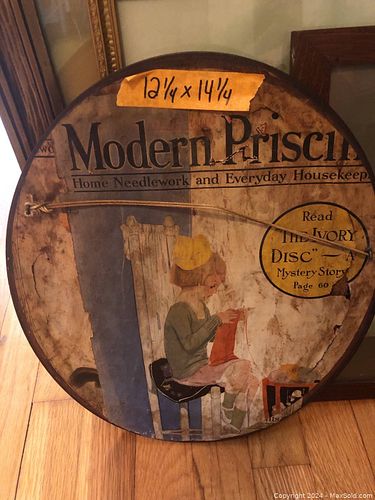 12 1/4 x 14 1/4
Modern Priscil
Home Needlework and Everyday Housekeep
Read
THE IVORY
DISC" — A
Mystery Story
Page 60
Copyright 2024 - MaxSold.com